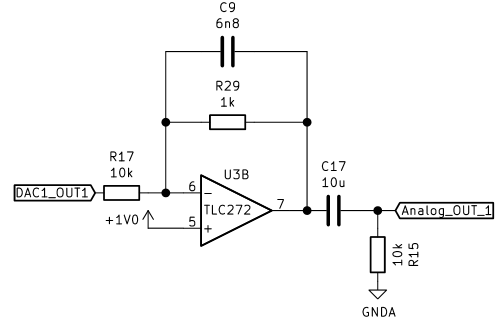 C9
6n8
R29
1k
R17
10k
DAC1_OUT1
6
−
U3B
TLC272
7
+1V0
5
+
C17
10u
Analog_OUT_1
10k
R15
GNDA